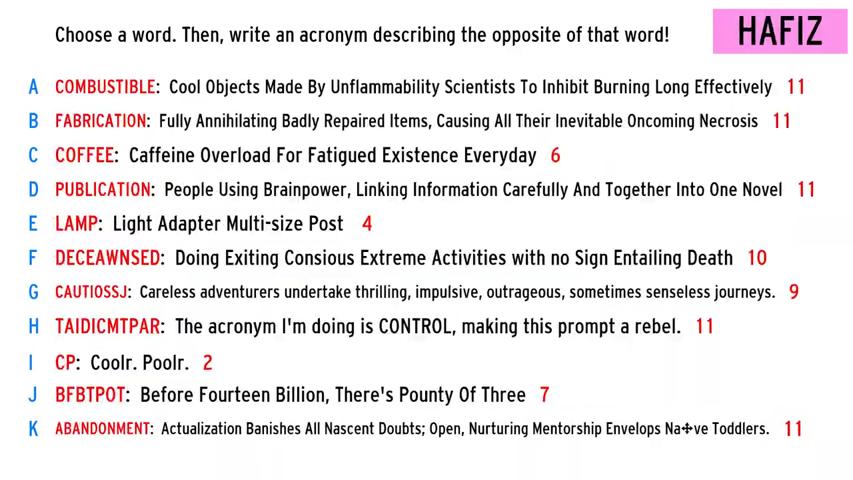 Choose a word. Then, write an acronym describing the opposite of that word!
HAFIZ
A COMBUSTIBLE: Cool Objects Made By Unflammability Scientists To Inhibit Burning Long Effectively 11
B FABRICATION: Fully Annihilating Badly Repaired Items, Causing All Their Inevitable Oncoming Necrosis 11
C COFFEE: Caffeine Overload For Fatigued Existence Everyday 6
D PUBLICATION: People Using Brainpower, Linking Information Carefully And Together Into One Novel 11
E LAMP: Light Adapter Multi-size Post 4
F DECEAWNSED: Doing Exiting Consious Extreme Activities with no Sign Entailing Death 10
G CAUTIOSSJ: Careless adventurers undertake thrilling, impulsive, outrageous, sometimes senseless journeys. 9
H TAIDICMTPAR: The acronym I'm doing is CONTROL, making this prompt a rebel. 11
I CP: Coolr. Poolr. 2
J BFBTPOT: Before Fourteen Billion, There's Pounty Of Three 7
K ABANDONMENT: Actualization Banishes All Nascent Doubts; Open, Nurturing Mentorship Envelops Na✢ve Toddlers. 11